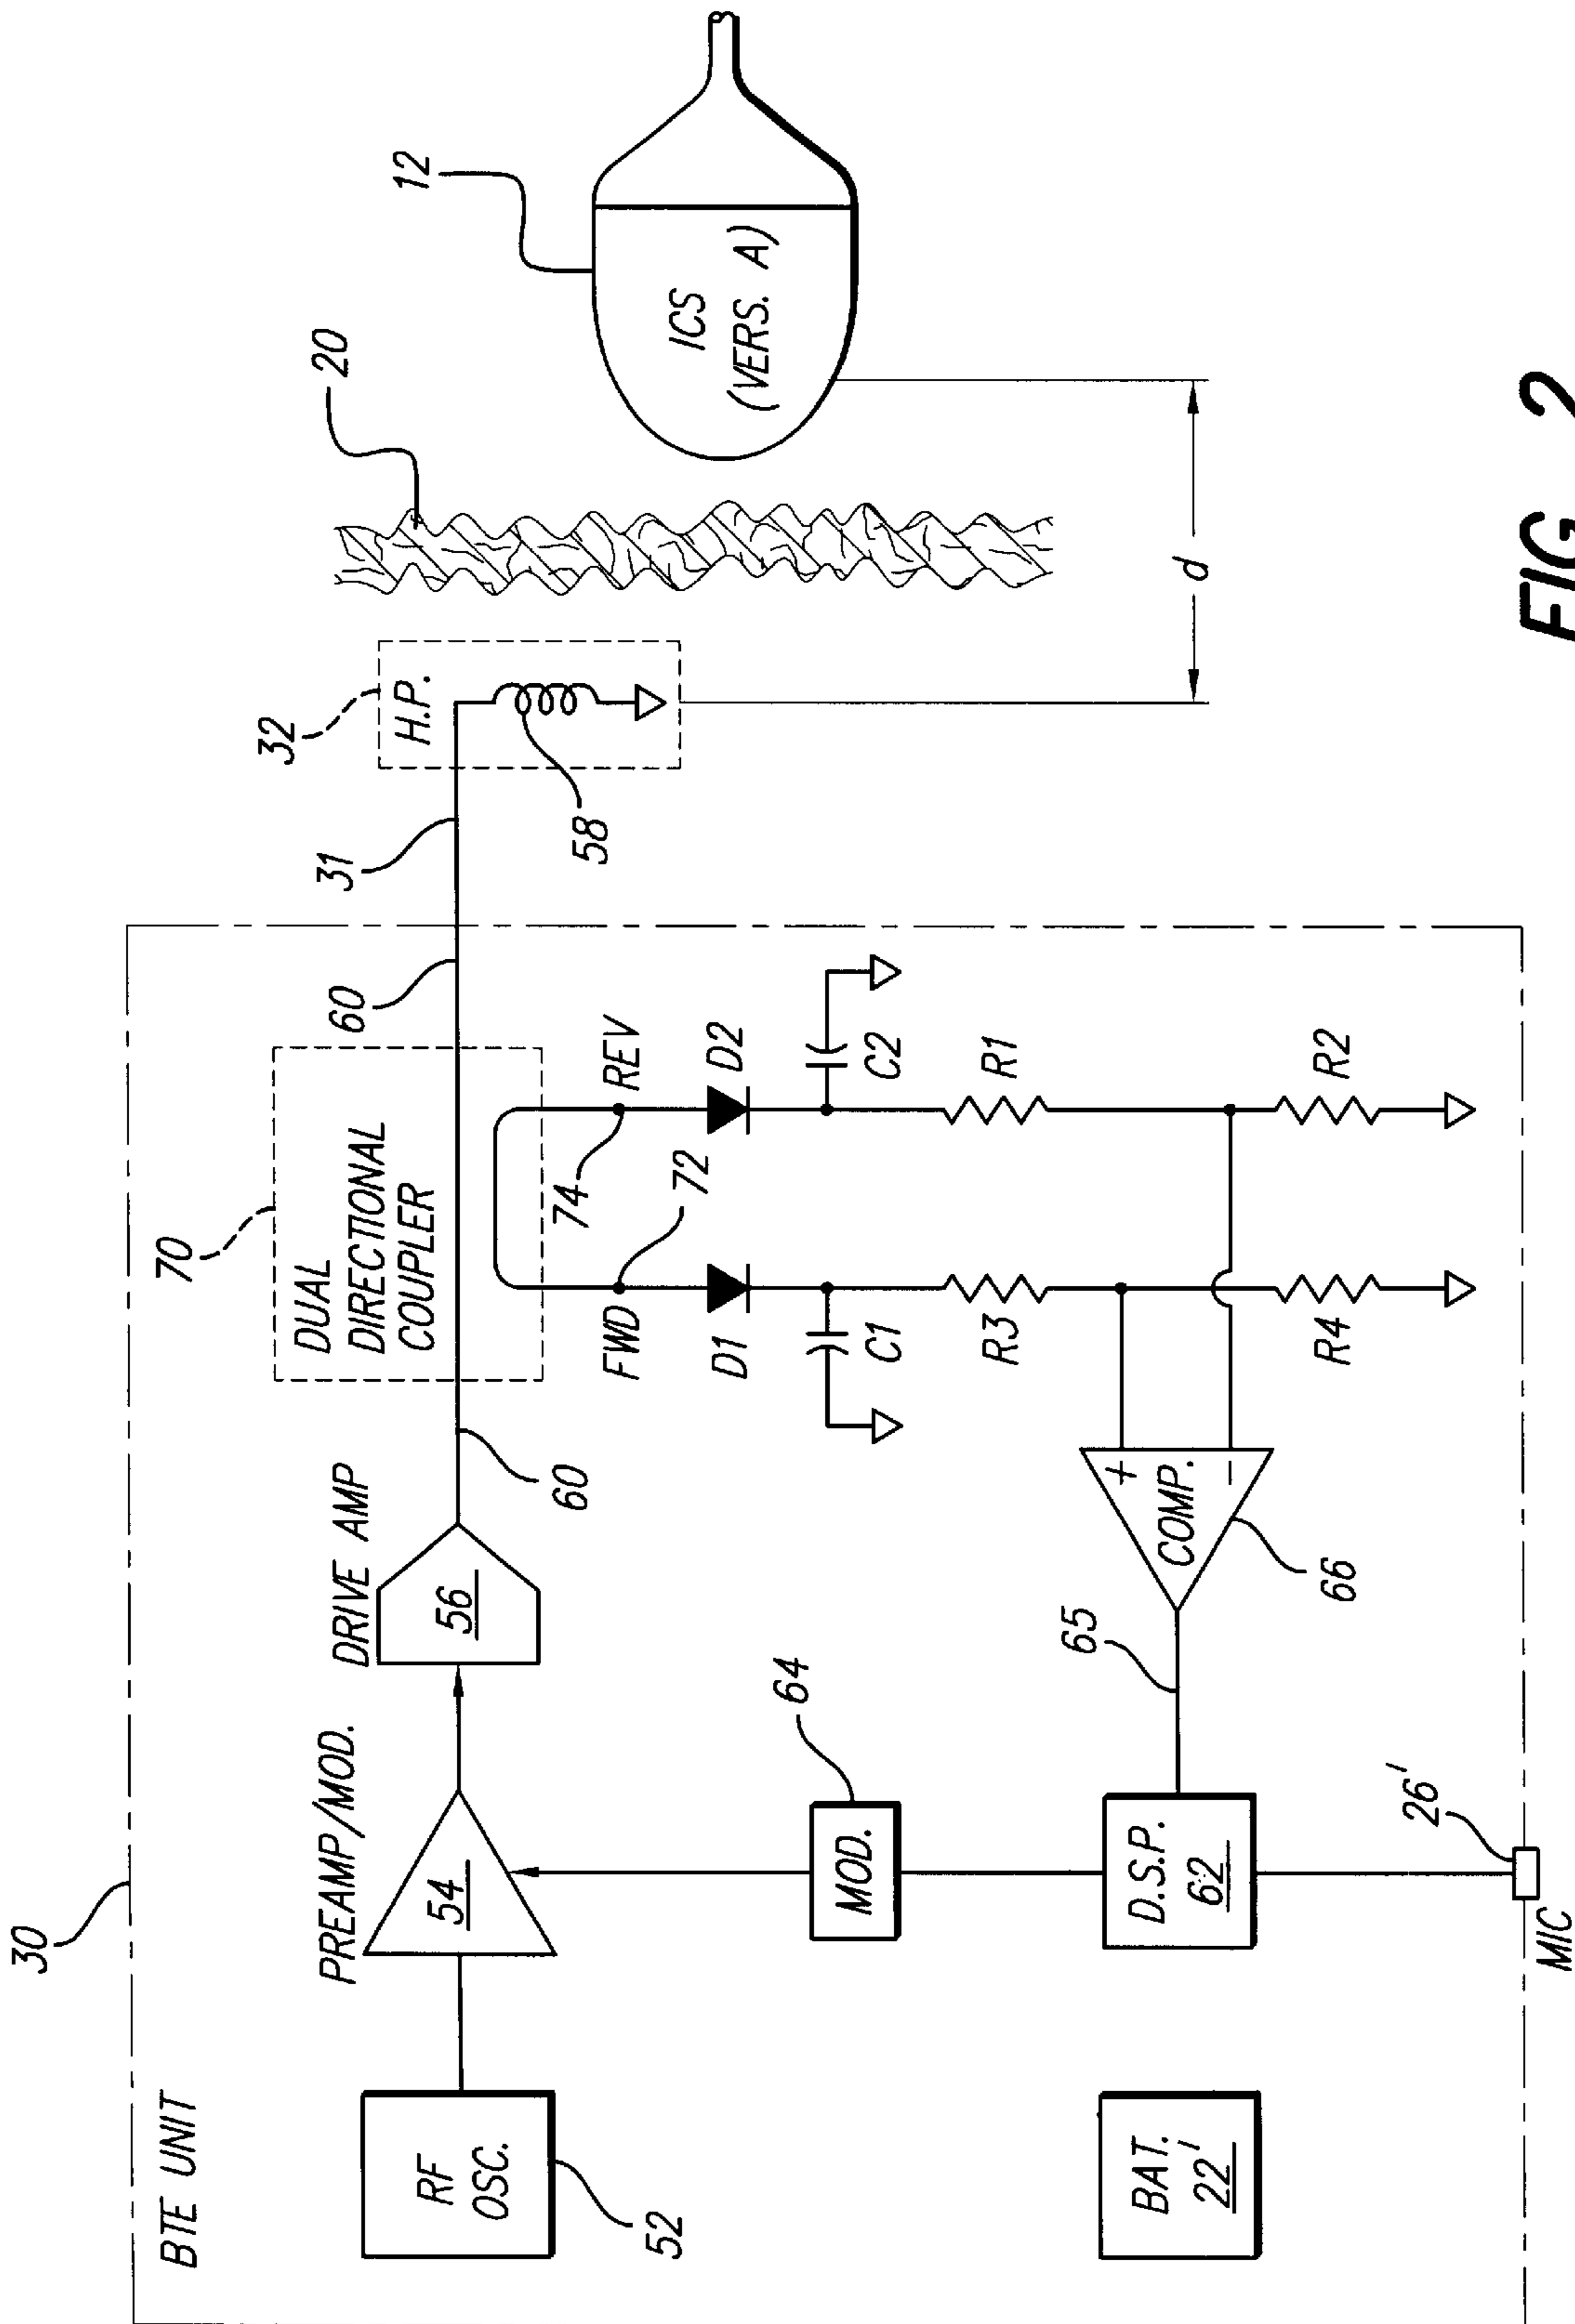 30
BTE UNIT
70
DUAL
DIRECTIONAL
COUPLER
PREAMP/MOD.
DRIVE AMP
RF
OSC.
52
54
56
60
60
31
32
H.P.
58
20
12
ICS
(VERS. A)
d
FWD
72
74
REV
D1
D2
C1
C2
R3
R1
R4
R2
64
MOD.
COMP.
+
−
66
65
D.S.P.
62
BAT.
22'
MIC
26'
FIG. 2